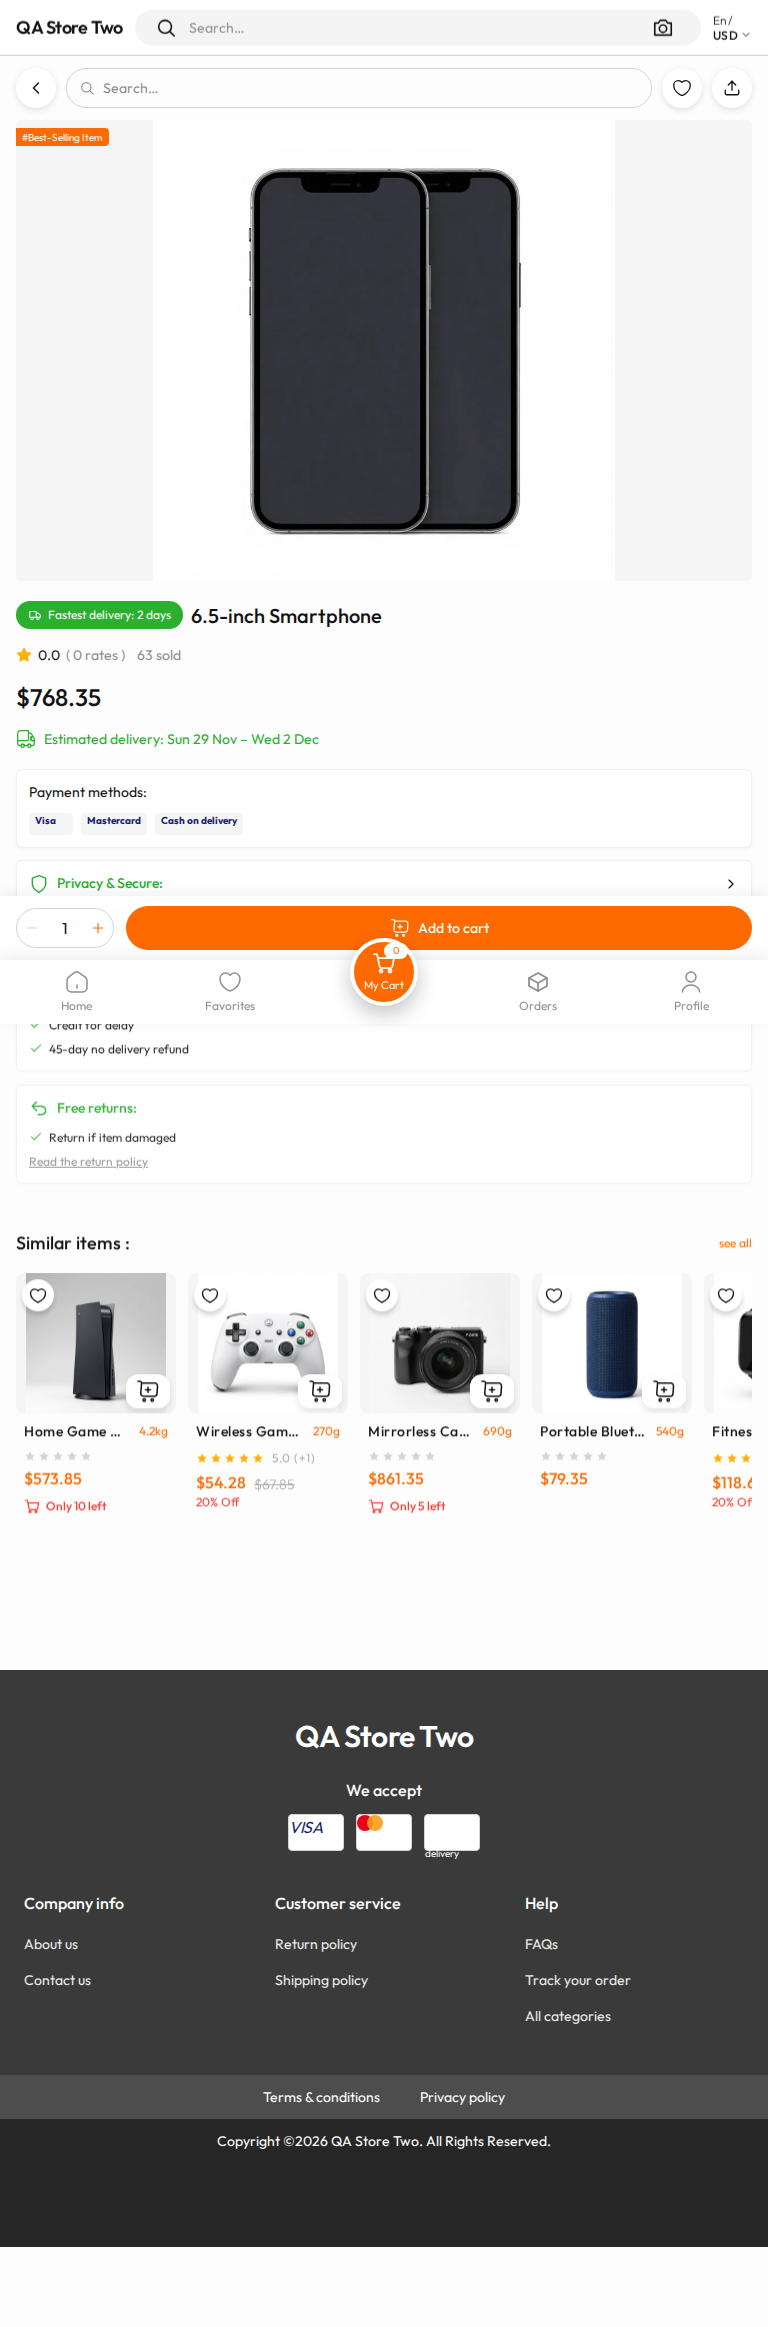 QA Store Two
Search...
En/
USD
Search...
#Best-Selling Item
Fastest delivery: 2 days
6.5-inch Smartphone
0.0 ( 0 rates ) 63 sold
$768.35
Estimated delivery: Sun 29 Nov – Wed 2 Dec
Payment methods:
Visa Mastercard Cash on delivery
Privacy & Secure:
1
Add to cart
0
My Cart
Home
Favorites
Orders
Profile
Credit for delay
45-day no delivery refund
Free returns:
Return if item damaged
Read the return policy
Similar items :
see all
Home Game ... 4.2kg
$573.85
Only 10 left
Wireless Gam... 270g
5.0 (+1)
$54.28 $67.85
20% Off
FORR
Mirrorless Ca... 690g
$861.35
Only 5 left
Portable Bluet... 540g
$79.35
Fitnes
$118.6
20% Of
QA Store Two
We accept
VISA
delivery
Company info
About us
Contact us
Customer service
Return policy
Shipping policy
Help
FAQs
Track your order
All categories
Terms & conditions
Privacy policy
Copyright ©2026 QA Store Two. All Rights Reserved.